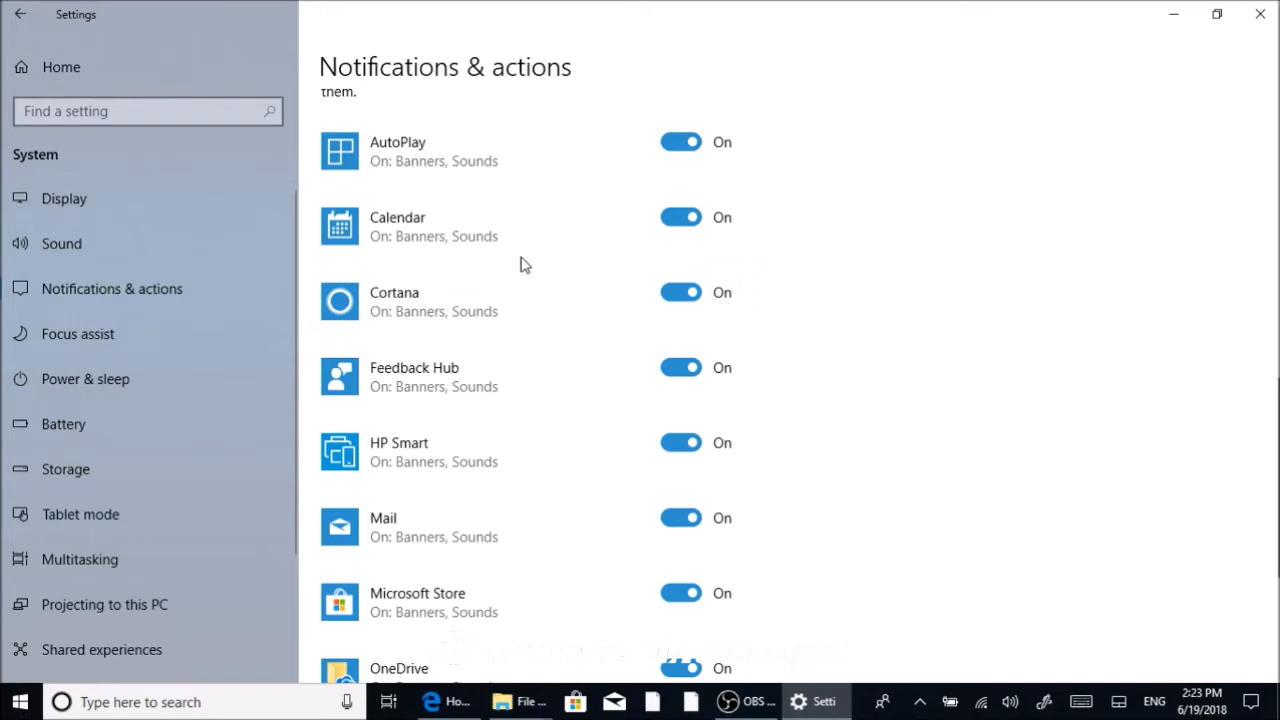 Settings
Home
Find a setting
System
Display
Sound
Notifications & actions
Focus assist
Power & sleep
Battery
Storage
Tablet mode
Multitasking
Projecting to this PC
Shared experiences
Notifications & actions
them.
AutoPlay
On: Banners, Sounds
On
Calendar
On: Banners, Sounds
On
Cortana
On: Banners, Sounds
On
Feedback Hub
On: Banners, Sounds
On
HP Smart
On: Banners, Sounds
On
Mail
On: Banners, Sounds
On
Microsoft Store
On: Banners, Sounds
On
OneDrive
On
Type here to search
Ho...
File ...
OBS ...
Setti
ENG
2:23 PM
6/19/2018